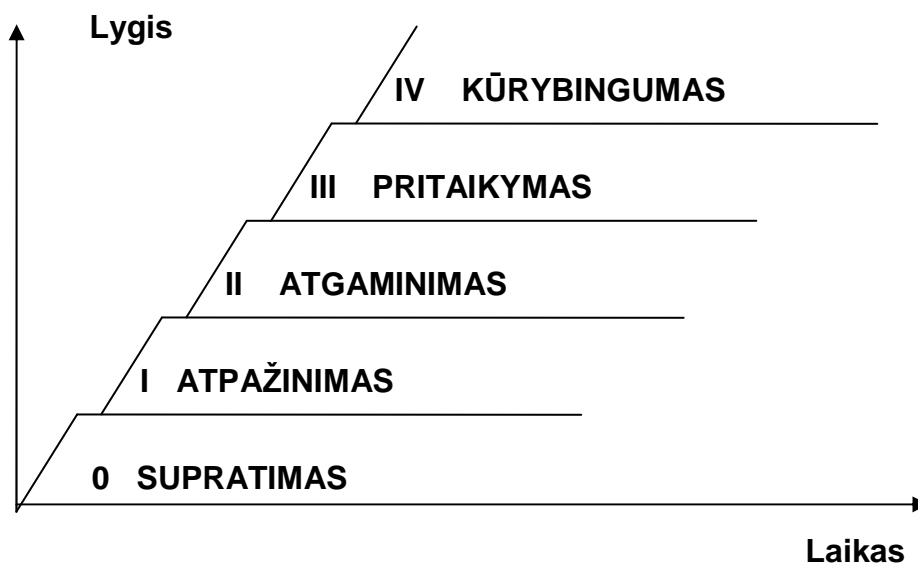 Lygis
IV KŪRYBINGUMAS
III PRITAIKYMAS
II ATGAMINIMAS
I ATPAŽINIMAS
0 SUPRATIMAS
Laikas